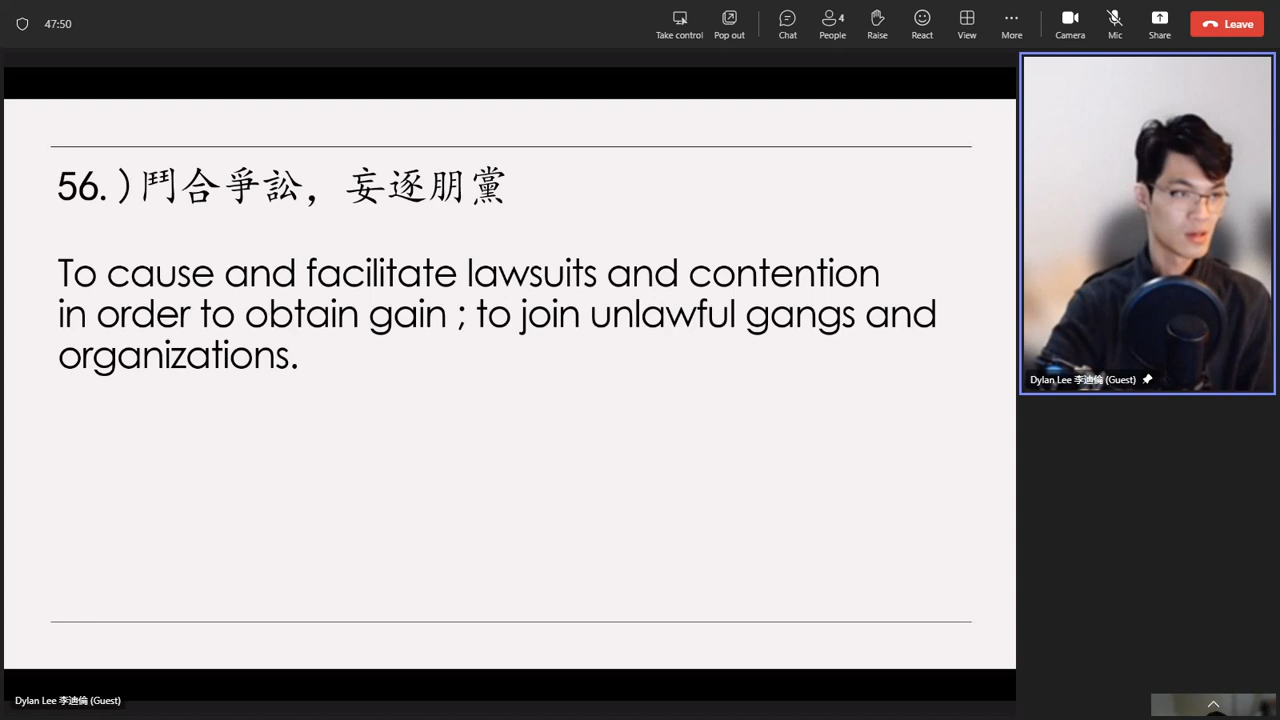 47:50
Take control
Pop out
Chat
4
People
Raise
React
View
More
Camera
Mic
Share
Leave
56. ) 鬥合爭訟，妄逐朋黨
To cause and facilitate lawsuits and contention
in order to obtain gain ; to join unlawful gangs and
organizations.
Dylan Lee 李迪倫 (Guest)
Dylan Lee 李迪倫 (Guest)